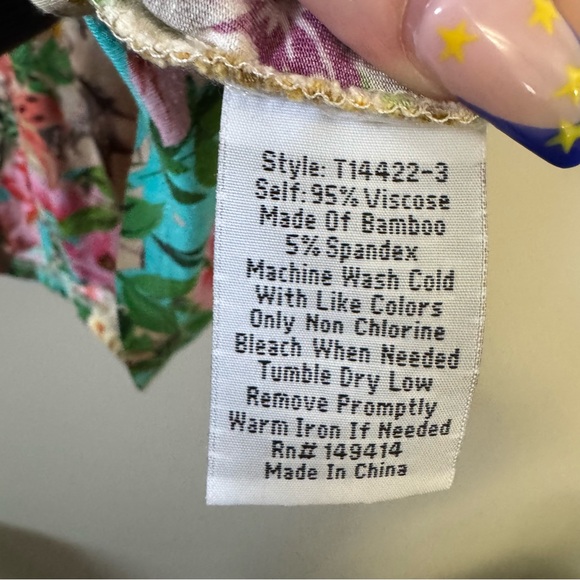 Style: T14422-3
Self: 95% Viscose
Made Of Bamboo
5% Spandex
Machine Wash Cold
With Like Colors
Only Non Chlorine
Bleach When Needed
Tumble Dry Low
Remove Promptly
Warm Iron If Needed
Rn# 149414
Made In China